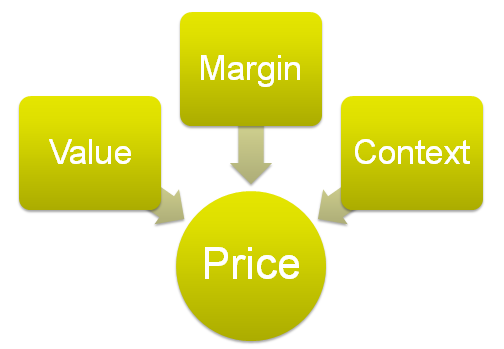 Margin
Value
Context
Price